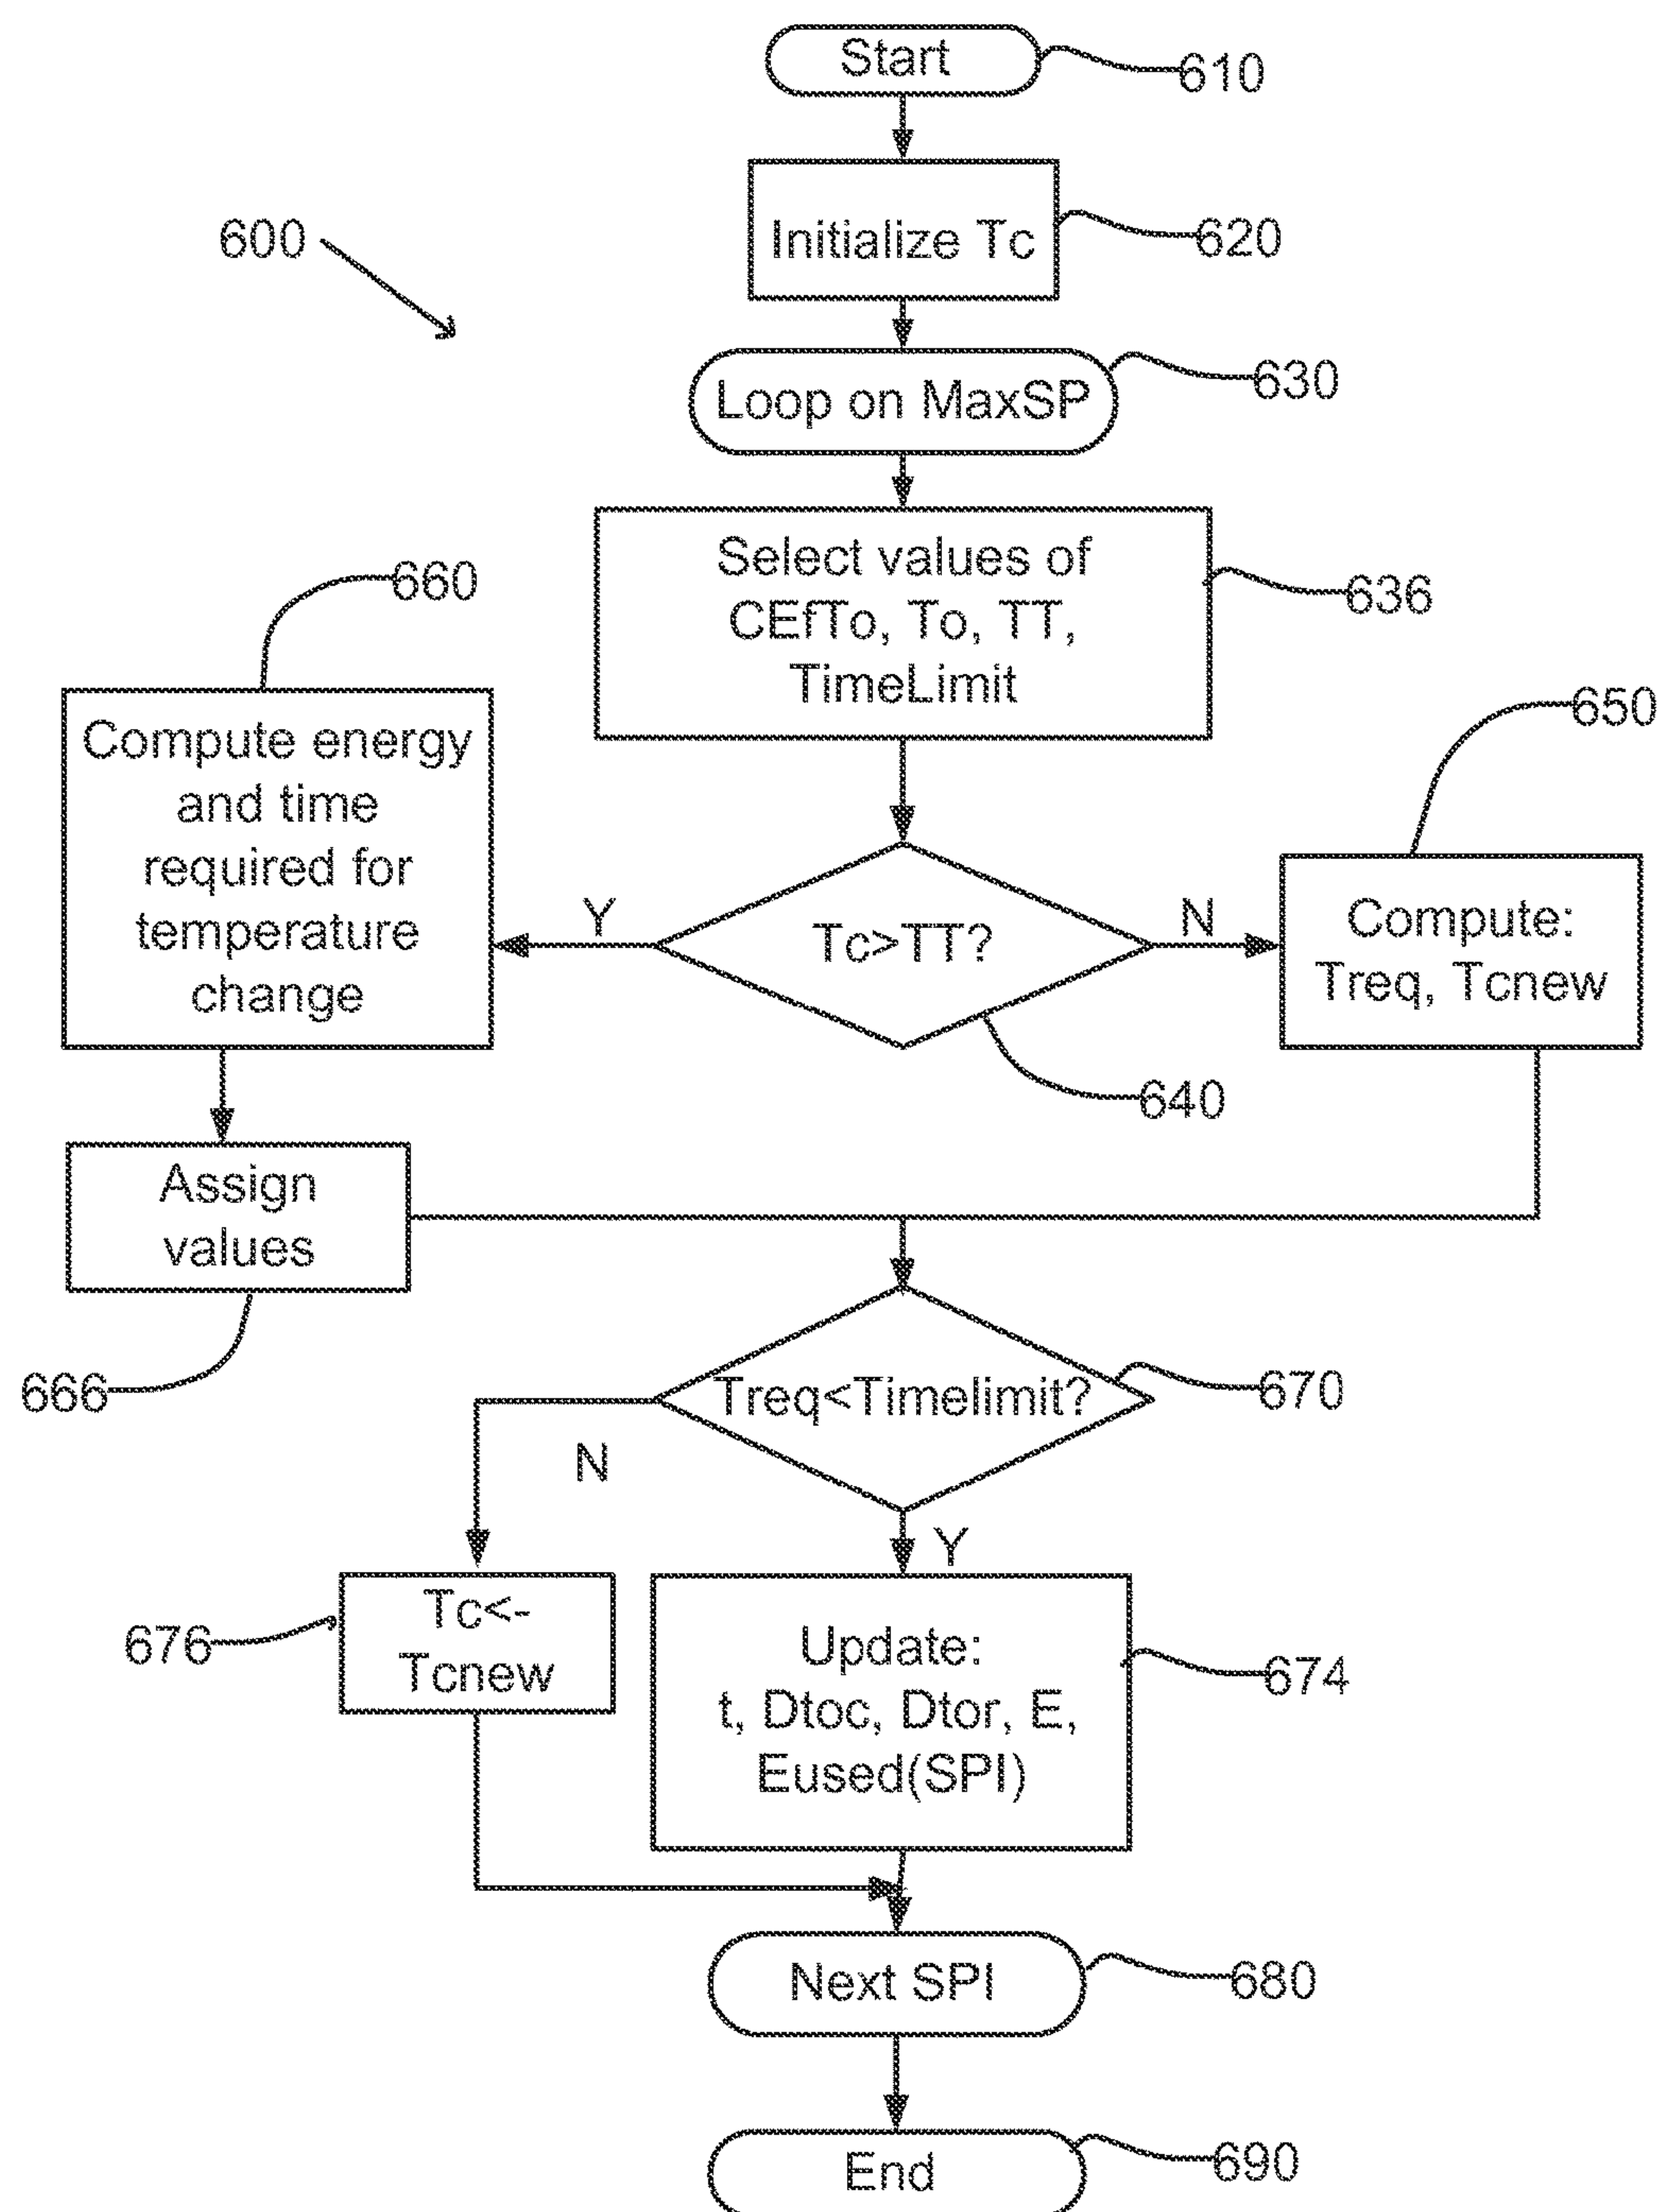 Start
610
600
Initialize Tc
620
Loop on MaxSP
630
Select values of
CEfTo, To, TT,
TimeLimit
636
660
Compute energy
and time
required for
temperature
change
Y
Tc>TT?
N
640
650
Compute:
Treq, Tcnew
Assign
values
666
Treq<Timelimit?
670
N
Y
Tc<-
Tcnew
676
Update:
t, Dtoc, Dtor, E,
Eused(SPI)
674
Next SPI
680
End
690